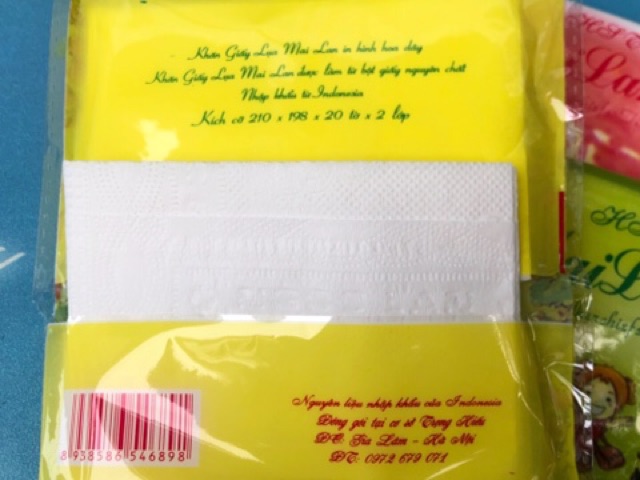 Khăn Giấy Lụa Mai Lan in hình hoa dây
Khăn Giấy Lụa Mai Lan được làm từ bột giấy nguyên chất
Nhập khẩu từ Indonesia
Kích cỡ 210 x 198 x 20 tờ x 2 lớp
Nguyên liệu nhập khẩu của Indonesia
Đóng gói tại cơ sở Trọng Hiếu
ĐC: Gia Lâm - Hà Nội
ĐT: 0972 679 071
8 938586 546898